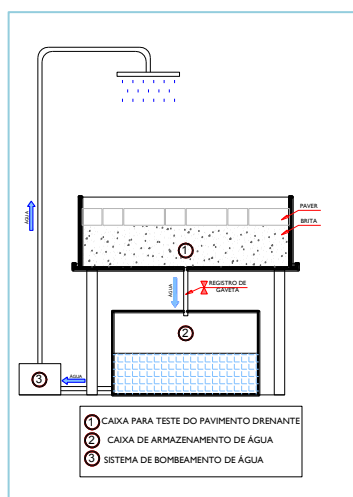 PAVER
BRITA
ÁGUA
1
ÁGUA
REGISTRO DE
GAVETA
2
ÁGUA
3
1 CAIXA PARA TESTE DO PAVIMENTO DRENANTE
2 CAIXA DE ARMAZENAMENTO DE ÁGUA
3 SISTEMA DE BOMBEAMENTO DE ÁGUA